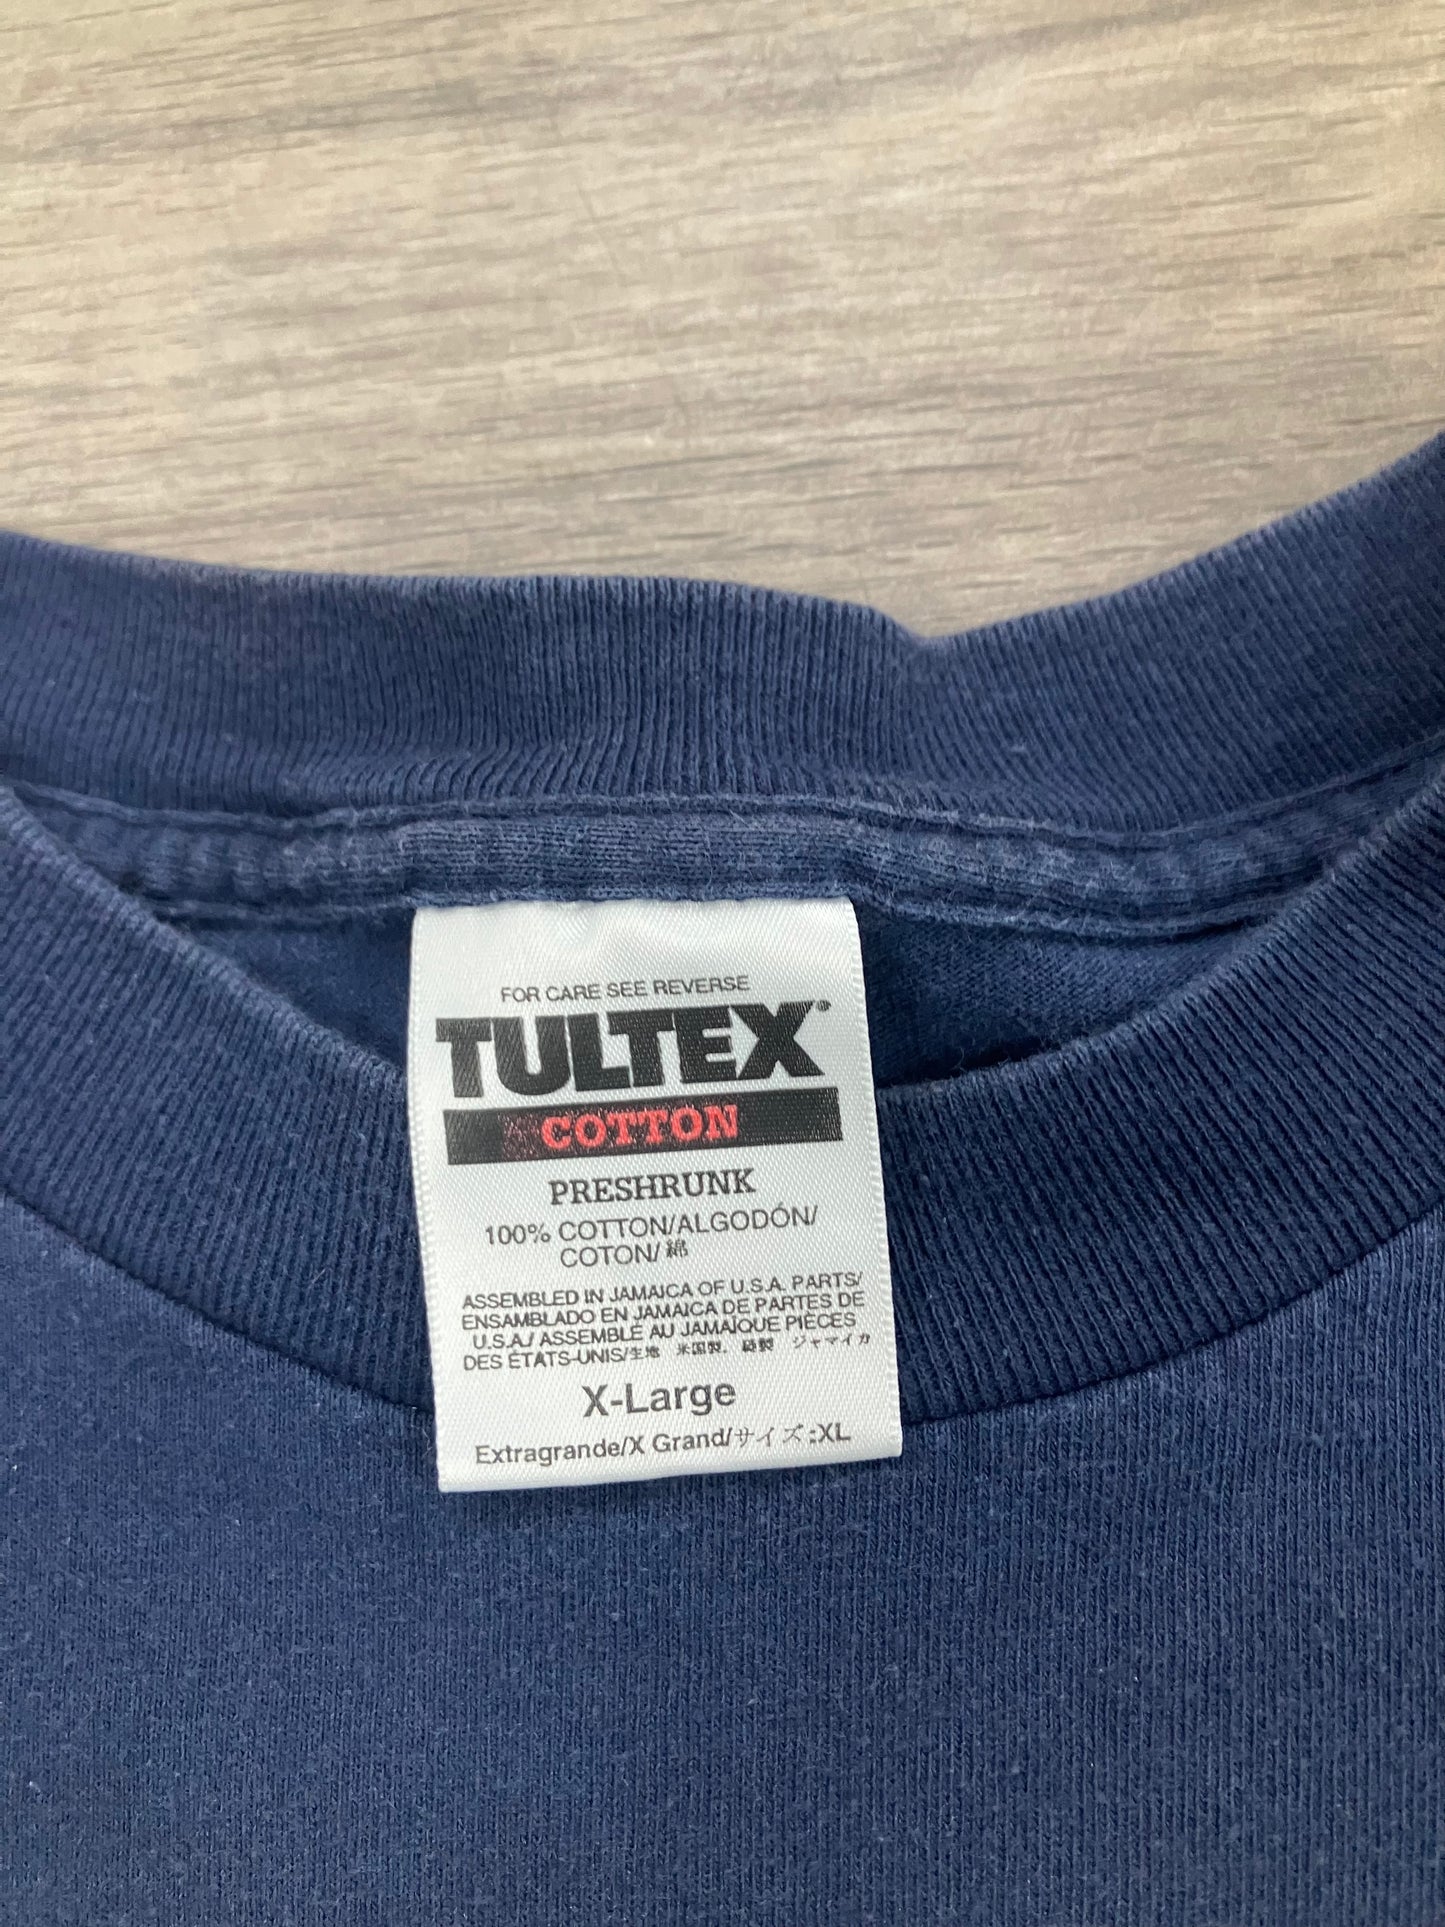 FOR CARE SEE REVERSE
TULTEX®
COTTON
PRESHRUNK
100% COTTON/ALGODÓN/
COTON/綿
ASSEMBLED IN JAMAICA OF U.S.A. PARTS/
ENSAMBLADO EN JAMAICA DE PARTES DE
U.S.A./ ASSEMBLÉ AU JAMAÏQUE PIÈCES
DES ÉTATS-UNIS/生地 米国製. 縫製 ジャマイカ
X-Large
Extragrande/X Grand/サイズ:XL